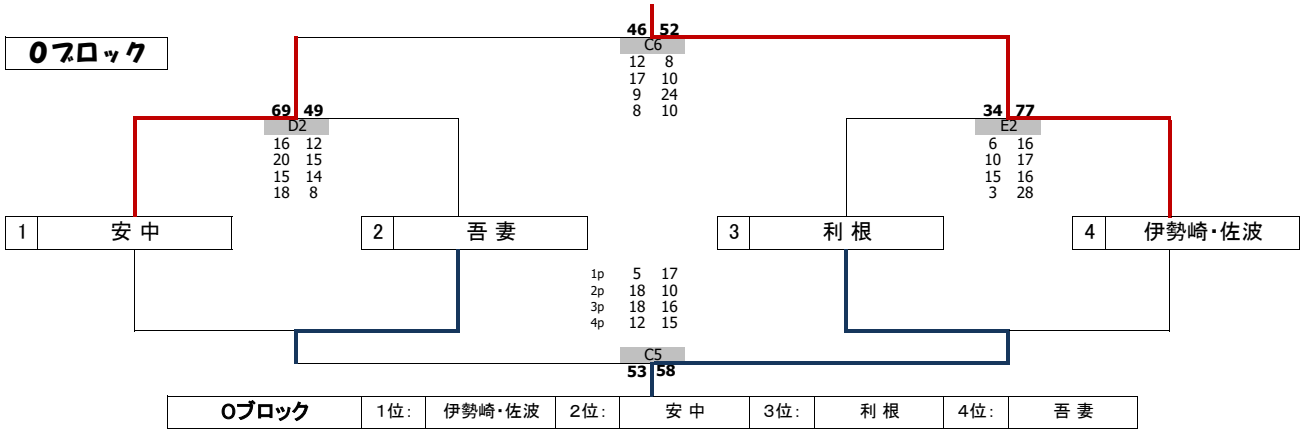 46 52
Oブロック
C6
12 8
17 10
9 24
8 10
69 49
D2
16 12
20 15
15 14
18 8
34 77
E2
6 16
10 17
15 16
3 28
1 安 中 2 吾 妻 3 利 根 4 伊勢崎・佐波
1p 5 17
2p 18 10
3p 18 16
4p 12 15
C5
53 58
Oブロック 1位: 伊勢崎・佐波 2位: 安 中 3位: 利 根 4位: 吾 妻